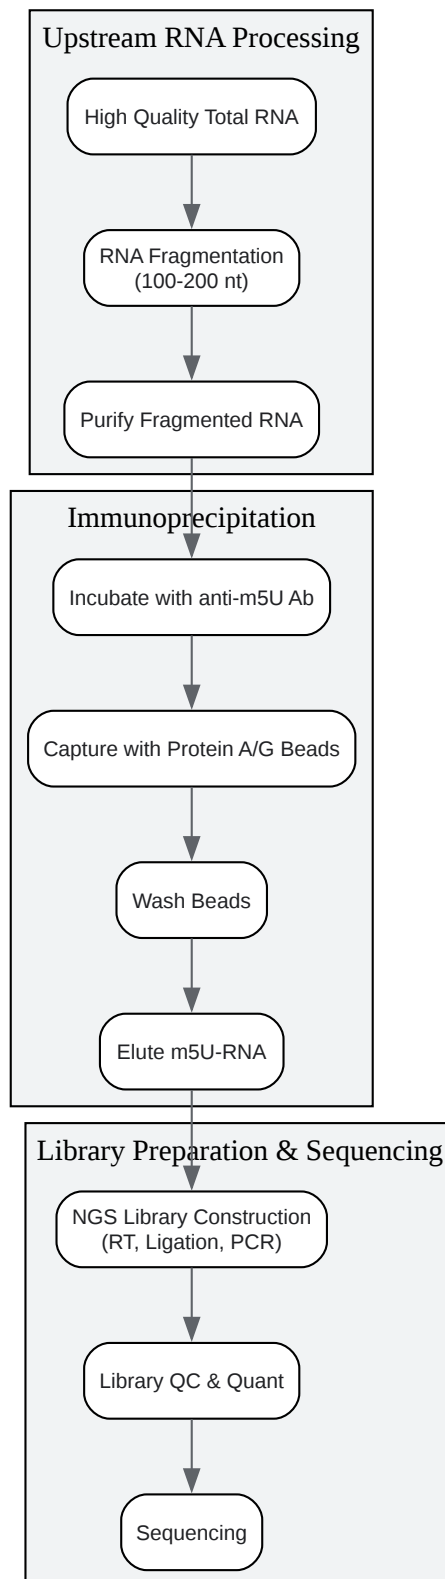 Upstream RNA Processing
High Quality Total RNA
RNA Fragmentation
(100-200 nt)
Purify Fragmented RNA
Immunoprecipitation
Incubate with anti-m5U Ab
Capture with Protein A/G Beads
Wash Beads
Elute m5U-RNA
Library Preparation & Sequencing
NGS Library Construction
(RT, Ligation, PCR)
Library QC & Quant
Sequencing